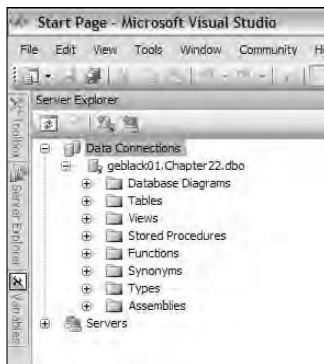 Start Page - Microsoft Visual Studio
File Edit View Tools Window Community H
Server Explorer
Toolbox
Server Explorer
Variables
Data Connections
geblack01.Chapter22.dbo
Database Diagrams
Tables
Views
Stored Procedures
Functions
Synonyms
Types
Assemblies
Servers